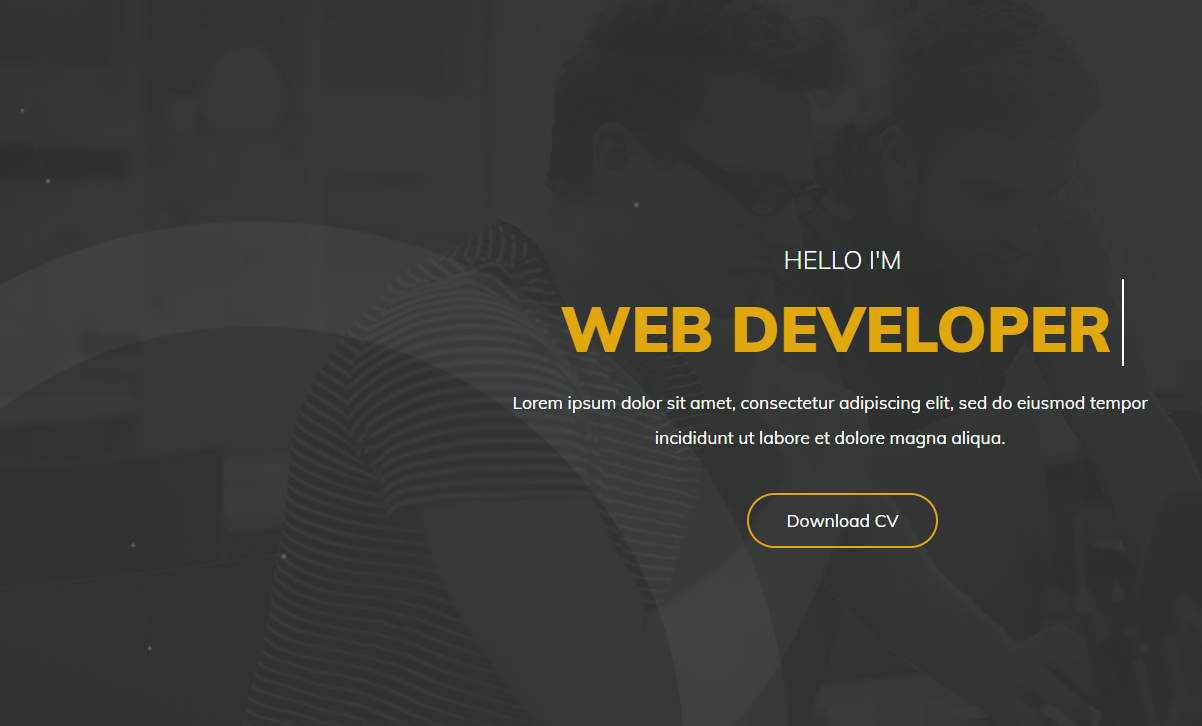 HELLO I'M
WEB DEVELOPER
Lorem ipsum dolor sit amet, consectetur adipiscing elit, sed do eiusmod tempor
incididunt ut labore et dolore magna aliqua.
Download CV